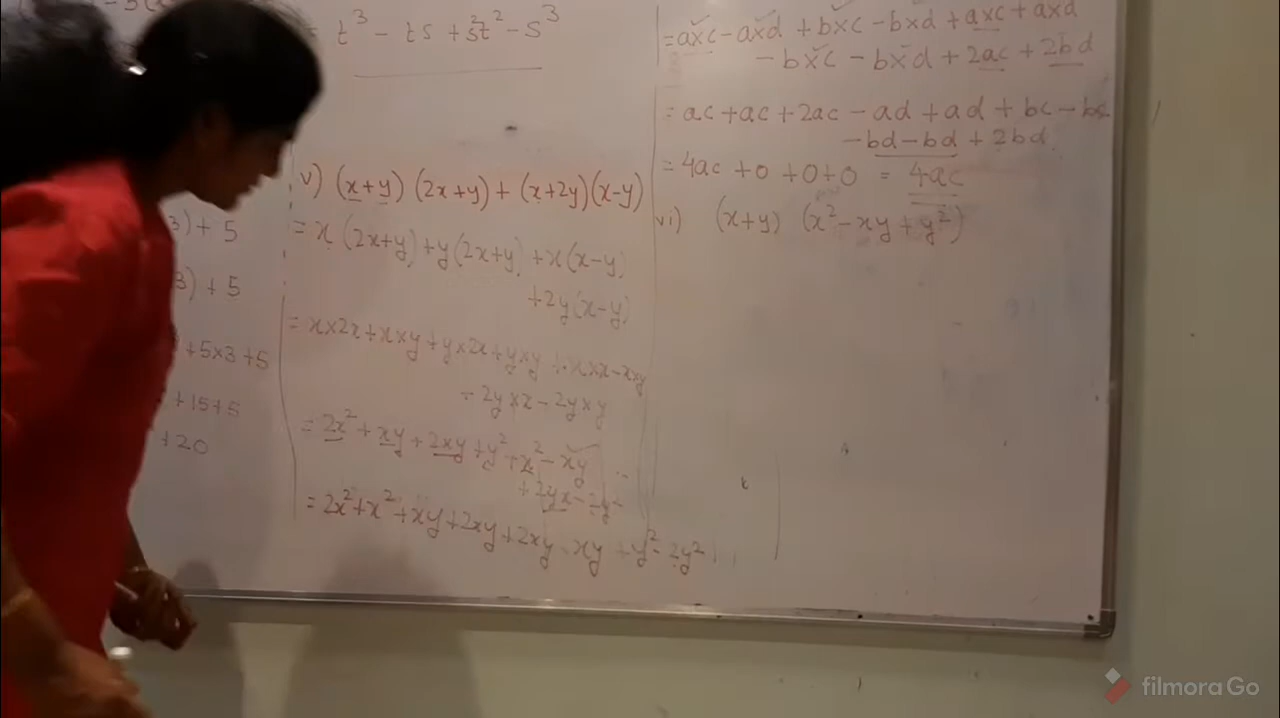 = t³ - ts + s²t² - s³
3) + 5
3) + 5
+ 5×3 + 5
+ 15 + 5
+ 20
v) (x+y) (2x+y) + (x+2y)(x-y)
= x (2x+y) + y(2x+y) + x(x-y)
+2y(x-y)
= x×2x + x×y + y×2x + y×y + x×x - x×y
- 2y×x - 2y×y
= 2x² + xy + 2xy + y² + x² - xy
+ 2yx - 2y²
= 2x² + x² + xy + 2xy + 2xy - xy + y² - 2y²
= a×c - a×d + b×c - b×d + a×c + a×d
- b×c - b×d + 2ac + 2bd
= ac + ac + 2ac - ad + ad + bc - bc
- bd - bd + 2bd
= 4ac + 0 + 0 + 0 = 4ac
vi) (x+y) (x² - xy + y²)
filmoraGo